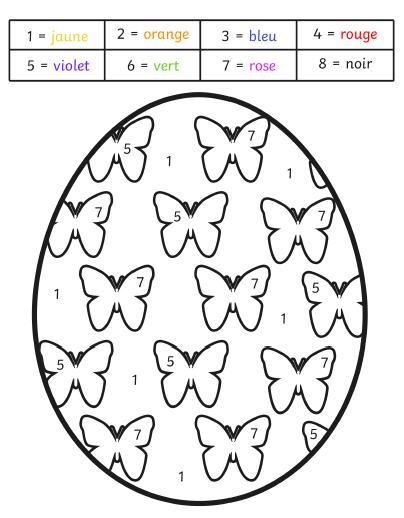 1 = jaune 2 = orange 3 = bleu 4 = rouge
5 = violet 6 = vert 7 = rose 8 = noir
5 7
1
1
7 5 7
7 7 5
1
1
5 5 7
1
7 7 5
1